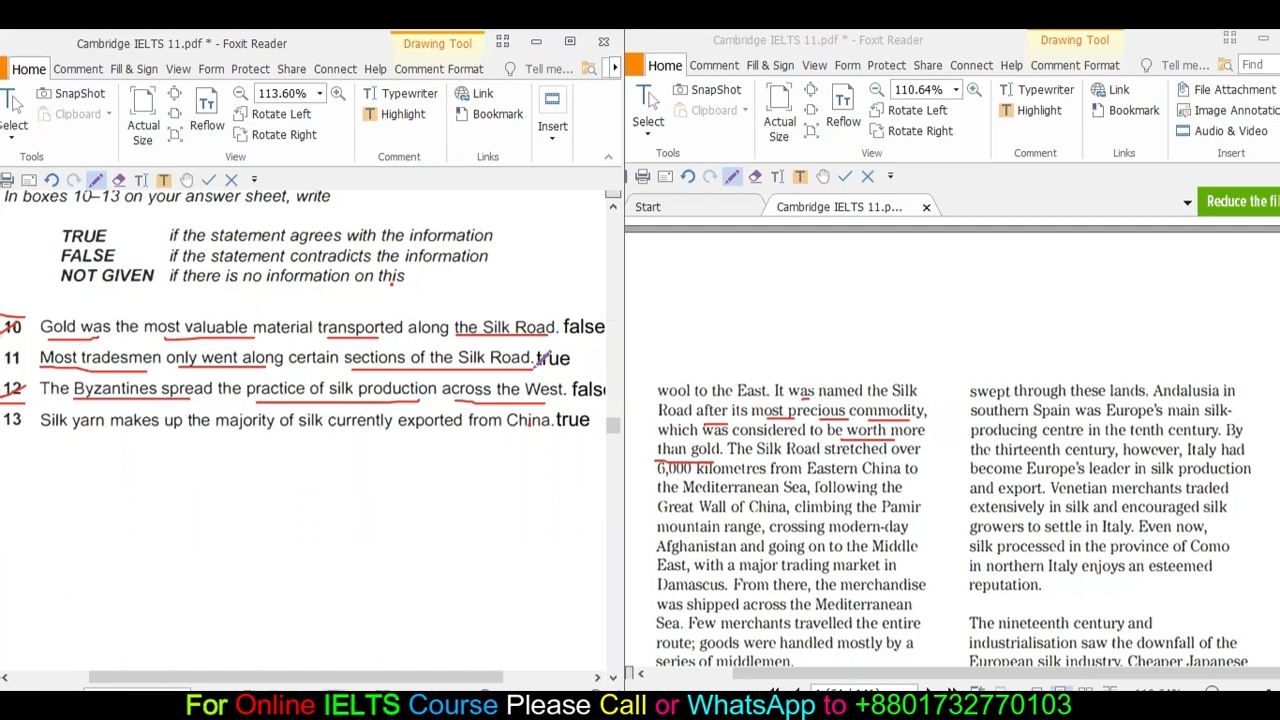 Cambridge IELTS 11.pdf * - Foxit Reader
Drawing Tool
Home Comment Fill & Sign View Form Protect Share Connect Help Comment Format Tell me...
SnapShot
Clipboard
Select
Actual Size
Reflow
113.60%
Rotate Left
Rotate Right
Typewriter
Highlight
Link
Bookmark
Insert
Tools View Comment Links
In boxes 10–13 on your answer sheet, write
TRUE if the statement agrees with the information
FALSE if the statement contradicts the information
NOT GIVEN if there is no information on this
10 Gold was the most valuable material transported along the Silk Road. false
11 Most tradesmen only went along certain sections of the Silk Road. true
12 The Byzantines spread the practice of silk production across the West. fals
13 Silk yarn makes up the majority of silk currently exported from China. true
Cambridge IELTS 11.pdf * - Foxit Reader
Drawing Tool
Home Comment Fill & Sign View Form Protect Share Connect Help Comment Format Tell me... Find
SnapShot
Clipboard
Select
Actual Size
Reflow
110.64%
Rotate Left
Rotate Right
Typewriter
Highlight
Link
Bookmark
File Attachment
Image Annotatio
Audio & Video
Tools View Comment Links Insert
Start Cambridge IELTS 11.p... Reduce the fil
wool to the East. It was named the Silk
Road after its most precious commodity,
which was considered to be worth more
than gold. The Silk Road stretched over
6,000 kilometres from Eastern China to
the Mediterranean Sea, following the
Great Wall of China, climbing the Pamir
mountain range, crossing modern-day
Afghanistan and going on to the Middle
East, with a major trading market in
Damascus. From there, the merchandise
was shipped across the Mediterranean
Sea. Few merchants travelled the entire
route; goods were handled mostly by a
series of middlemen.
swept through these lands. Andalusia in
southern Spain was Europe's main silk-
producing centre in the tenth century. By
the thirteenth century, however, Italy had
become Europe's leader in silk production
and export. Venetian merchants traded
extensively in silk and encouraged silk
growers to settle in Italy. Even now,
silk processed in the province of Como
in northern Italy enjoys an esteemed
reputation.
The nineteenth century and
industrialisation saw the downfall of the
European silk industry. Cheaper Japanese
For Online IELTS Course Please Call or WhatsApp to +8801732770103